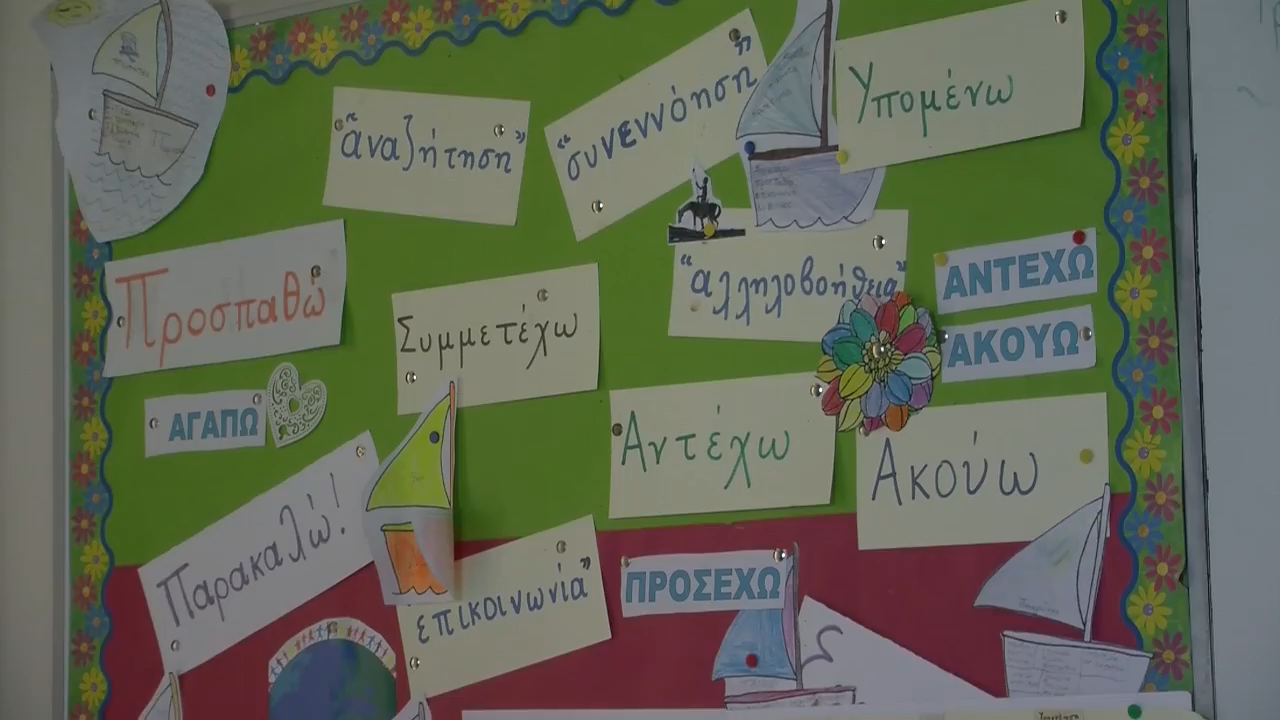 "αναζήτηση"
"συνεννόηση"
Υπομένω
Προσπαθώ
Συμμετέχω
"αλληλοβοήθεια"
ΑΝΤΕΧΩ
ΑΚΟΥΩ
ΑΓΑΠΩ
Αντέχω
Ακούω
Παρακαλώ!
επικοινωνία"
ΠΡΟΣΕΧΩ